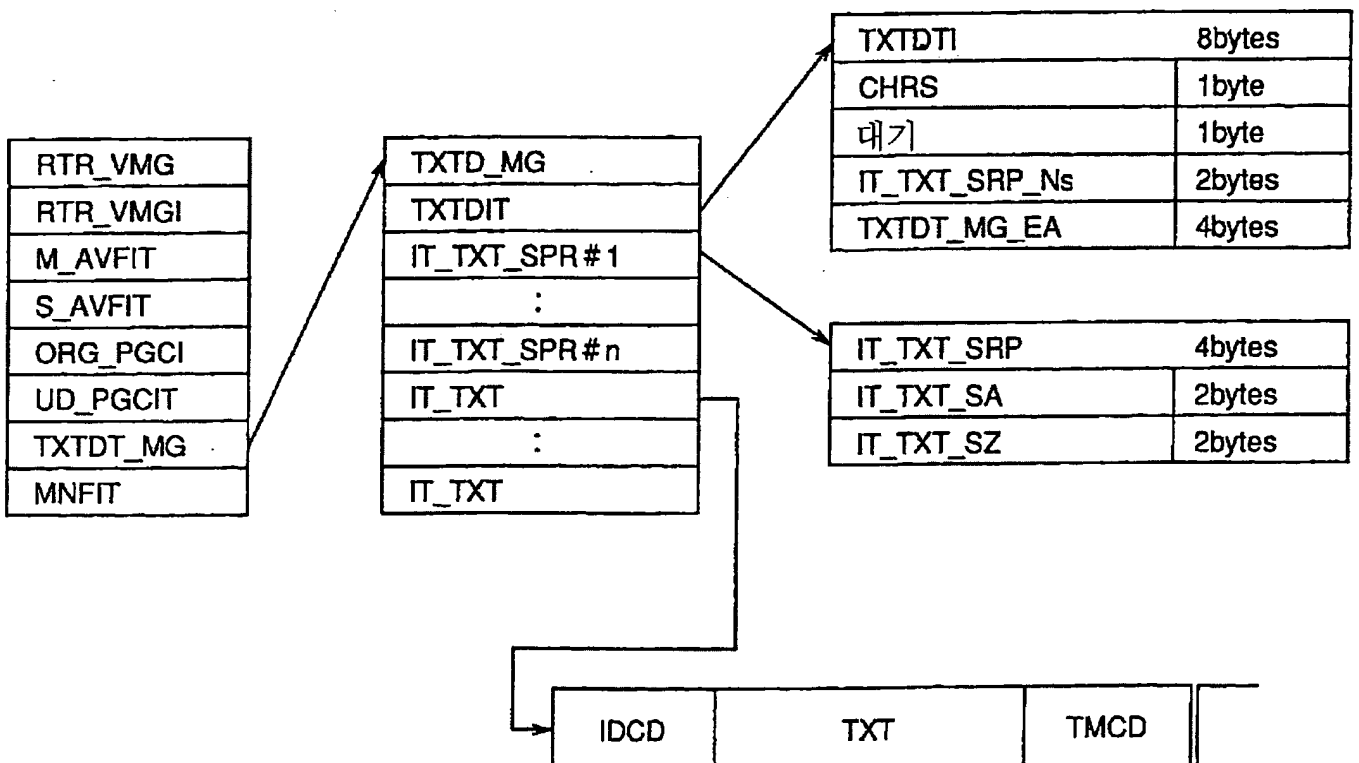 RTR_VMG
RTR_VMGI
M_AVFIT
S_AVFIT
ORG_PGCI
UD_PGCIT
TXTDT_MG
MNFIT
TXTD_MG
TXTDIT
IT_TXT_SPR#1
:
IT_TXT_SPR#n
IT_TXT
:
IT_TXT
TXTDTI 8bytes
CHRS 1byte
대기 1byte
IT_TXT_SRP_Ns 2bytes
TXTDT_MG_EA 4bytes
IT_TXT_SRP 4bytes
IT_TXT_SA 2bytes
IT_TXT_SZ 2bytes
IDCD TXT TMCD